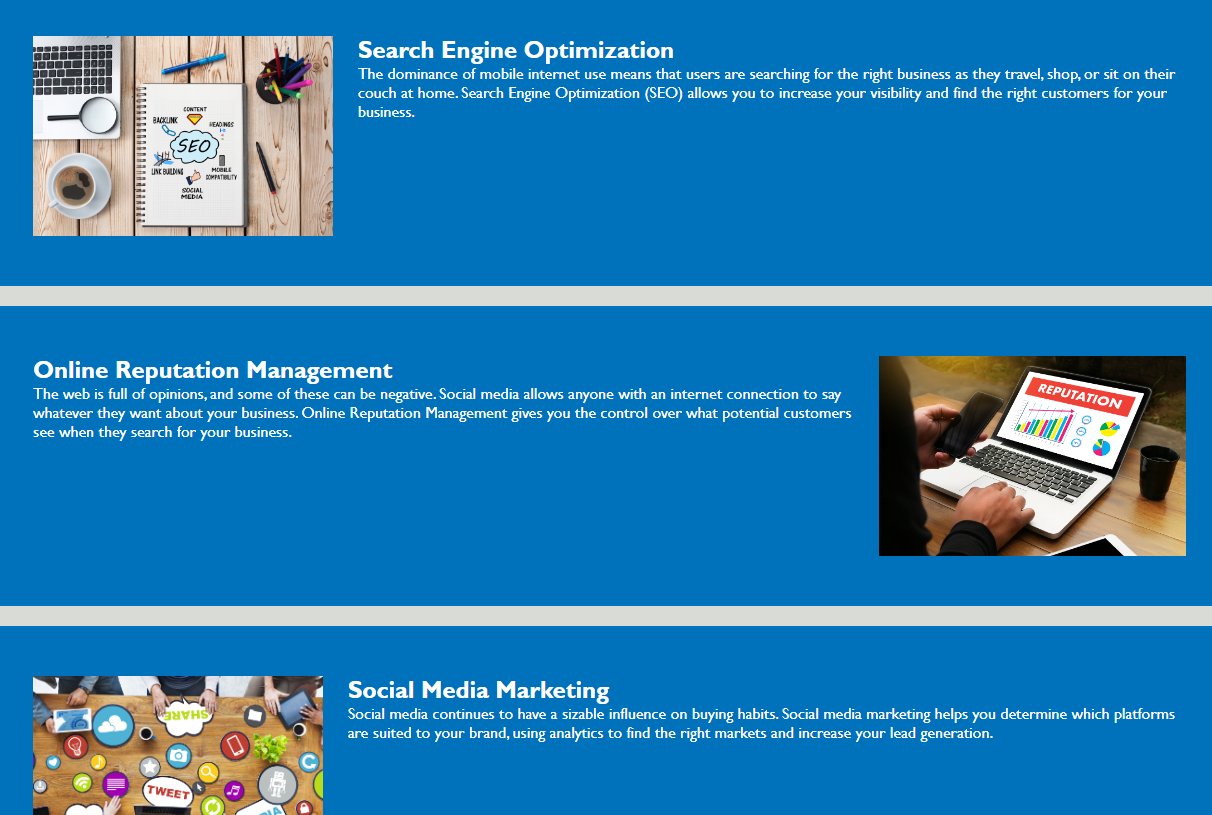 Search Engine Optimization
The dominance of mobile internet use means that users are searching for the right business as they travel, shop, or sit on their
couch at home. Search Engine Optimization (SEO) allows you to increase your visibility and find the right customers for your
business.
CONTENT
BACKLINK
HEADINGS
SEO
LINK BUILDING
MOBILE
COMPATIBILITY
SOCIAL
MEDIA
Online Reputation Management
The web is full of opinions, and some of these can be negative. Social media allows anyone with an internet connection to say
whatever they want about your business. Online Reputation Management gives you the control over what potential customers
see when they search for your business.
REPUTATION
Social Media Marketing
Social media continues to have a sizable influence on buying habits. Social media marketing helps you determine which platforms
are suited to your brand, using analytics to find the right markets and increase your lead generation.
SHARE
TWEET